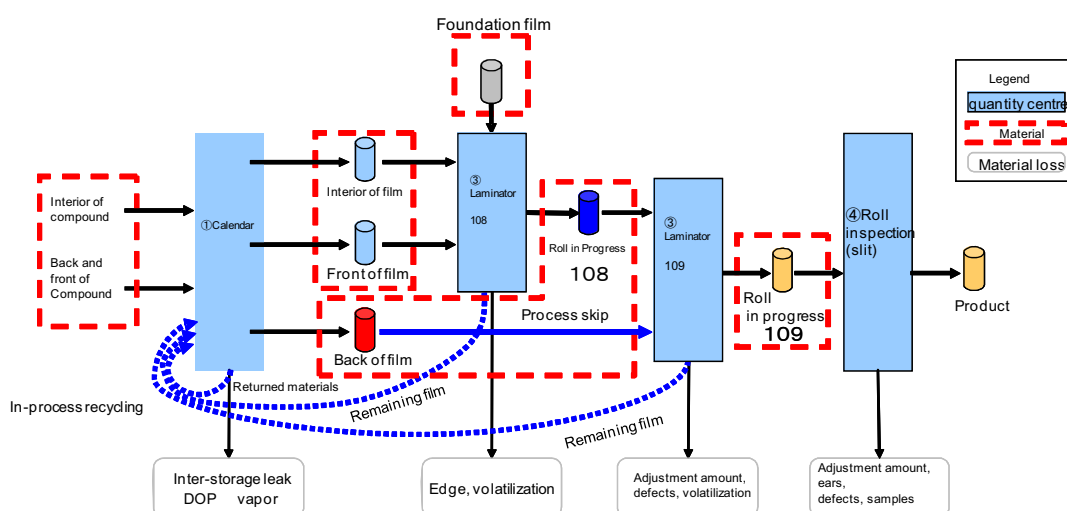 Foundation film
Legend
quantity centre
Material
Material loss
Interior of
compound
Back and
front of
Compound
①Calendar
Interior of film
Front of film
Back of film
③
Laminator
108
Roll in Progress
108
Process skip
③
Laminator
109
Roll
in progress
109
④Roll
inspection
(slit)
Product
In-process recycling
Returned materials
Remaining film
Remaining film
Inter-storage leak
DOP vapor
Edge, volatilization
Adjustment amount,
defects, volatilization
Adjustment amount,
ears,
defects, samples